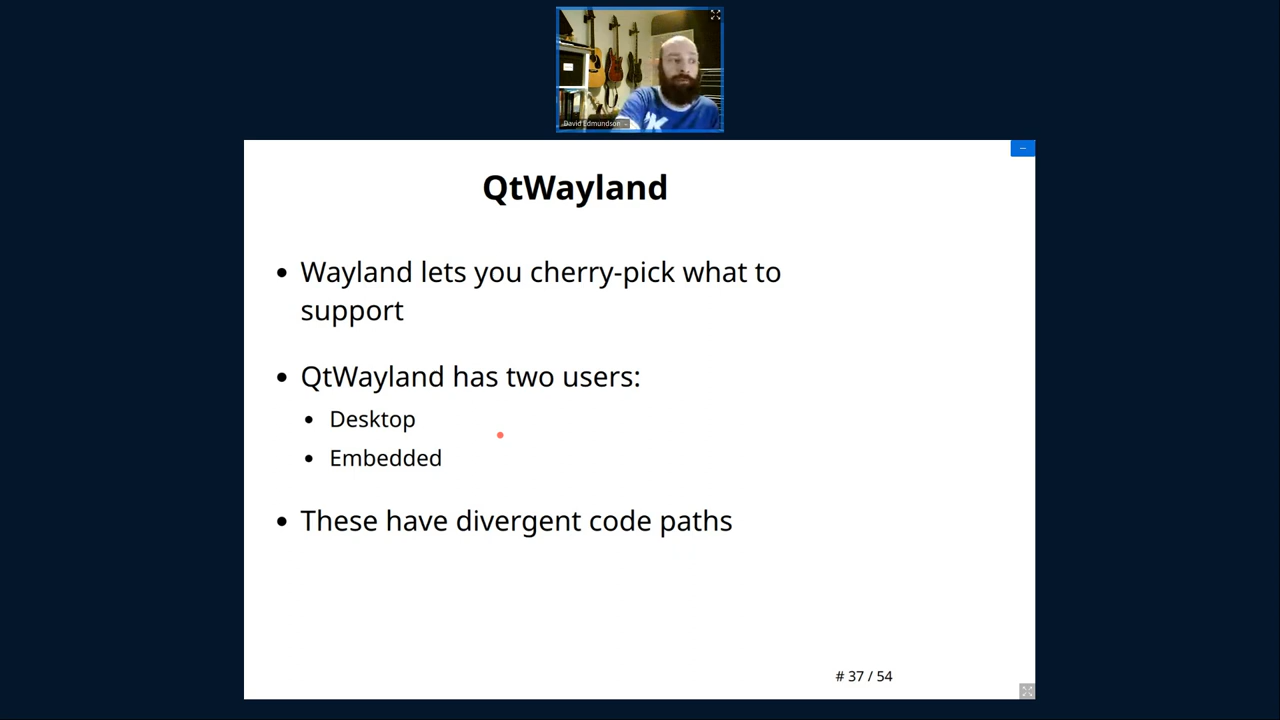 David Edmundson
QtWayland
• Wayland lets you cherry-pick what to
support
• QtWayland has two users:
• Desktop
• Embedded
• These have divergent code paths
# 37 / 54